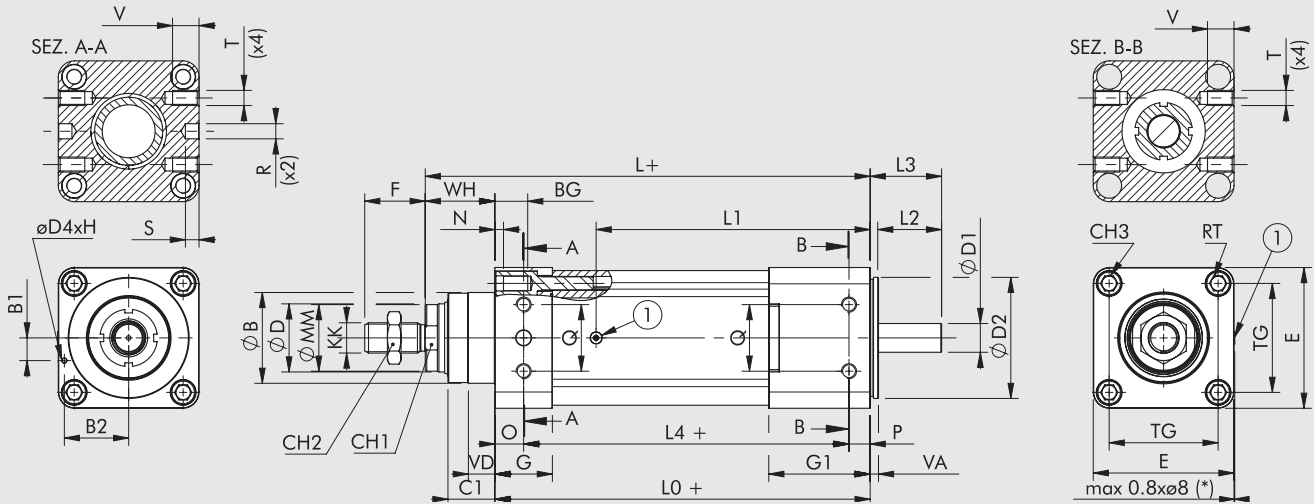 V
SEZ. A-A
T
(x4)
R
(x2)
S
V
SEZ. B-B
T
(x4)
L+
L3
F
WH
BG
N
A
L1
B
L2
øD1
øD4xH
B1
B2
øB
øD
øMM
KK
Q
1
Q
øD2
CH3
RT
1
TG
E
CH2
CH1
A
O
L4 +
B
P
VD
G
G1
VA
C1
L0 +
TG
E
max 0.8xø8 (*)